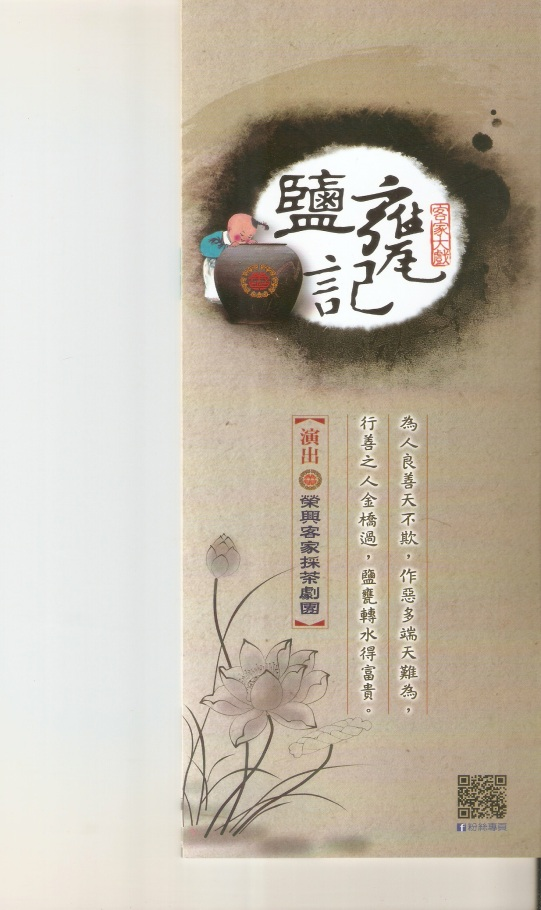 鹽甕記
客家大戲
為人良善天不欺，作惡多端天難為，
行善之人金橋過，鹽甕轉水得富貴。
【演出 榮興客家採茶劇團】
f粉絲專頁